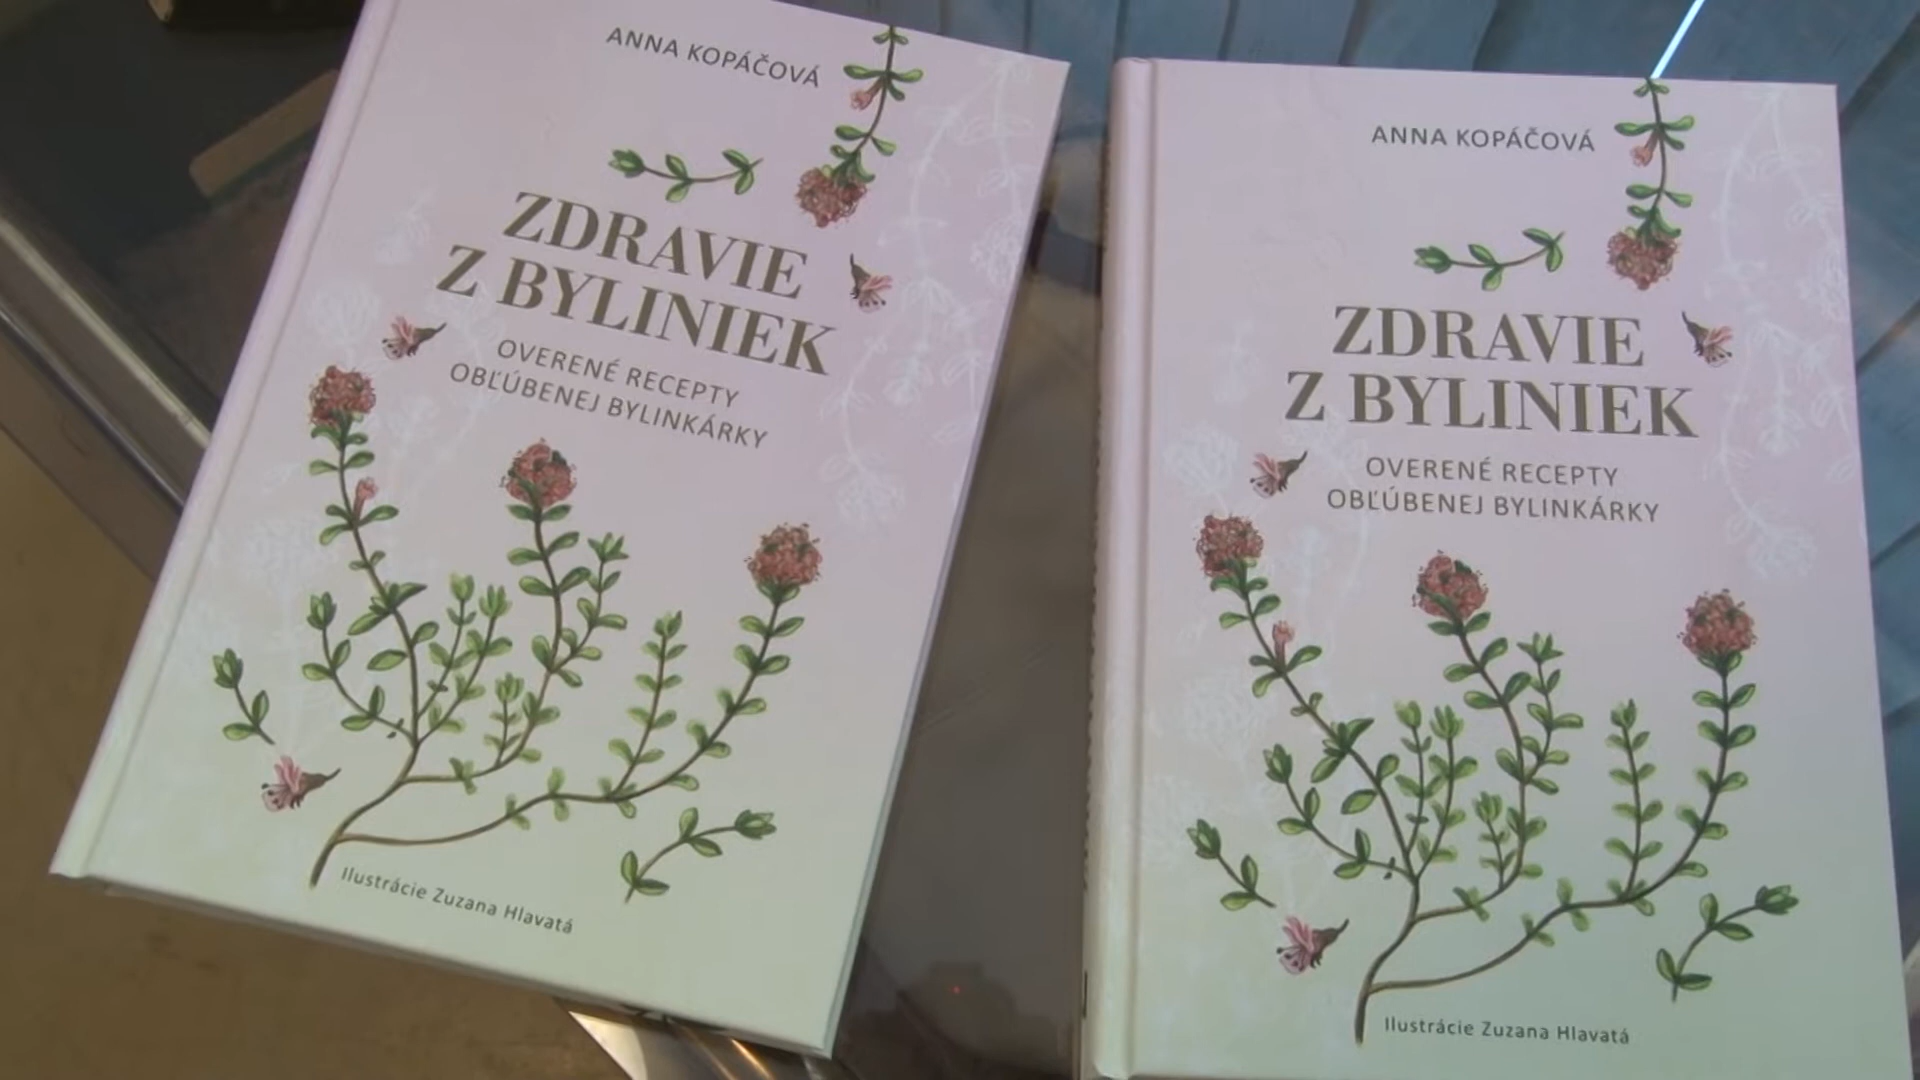 ANNA KOPÁČOVÁ
ZDRAVIE
Z BYLINIEK
OVERENÉ RECEPTY
OBĽÚBENEJ BYLINKÁRKY
Ilustrácie Zuzana Hlavatá
ANNA KOPÁČOVÁ
ZDRAVIE
Z BYLINIEK
OVERENÉ RECEPTY
OBĽÚBENEJ BYLINKÁRKY
Ilustrácie Zuzana Hlavatá